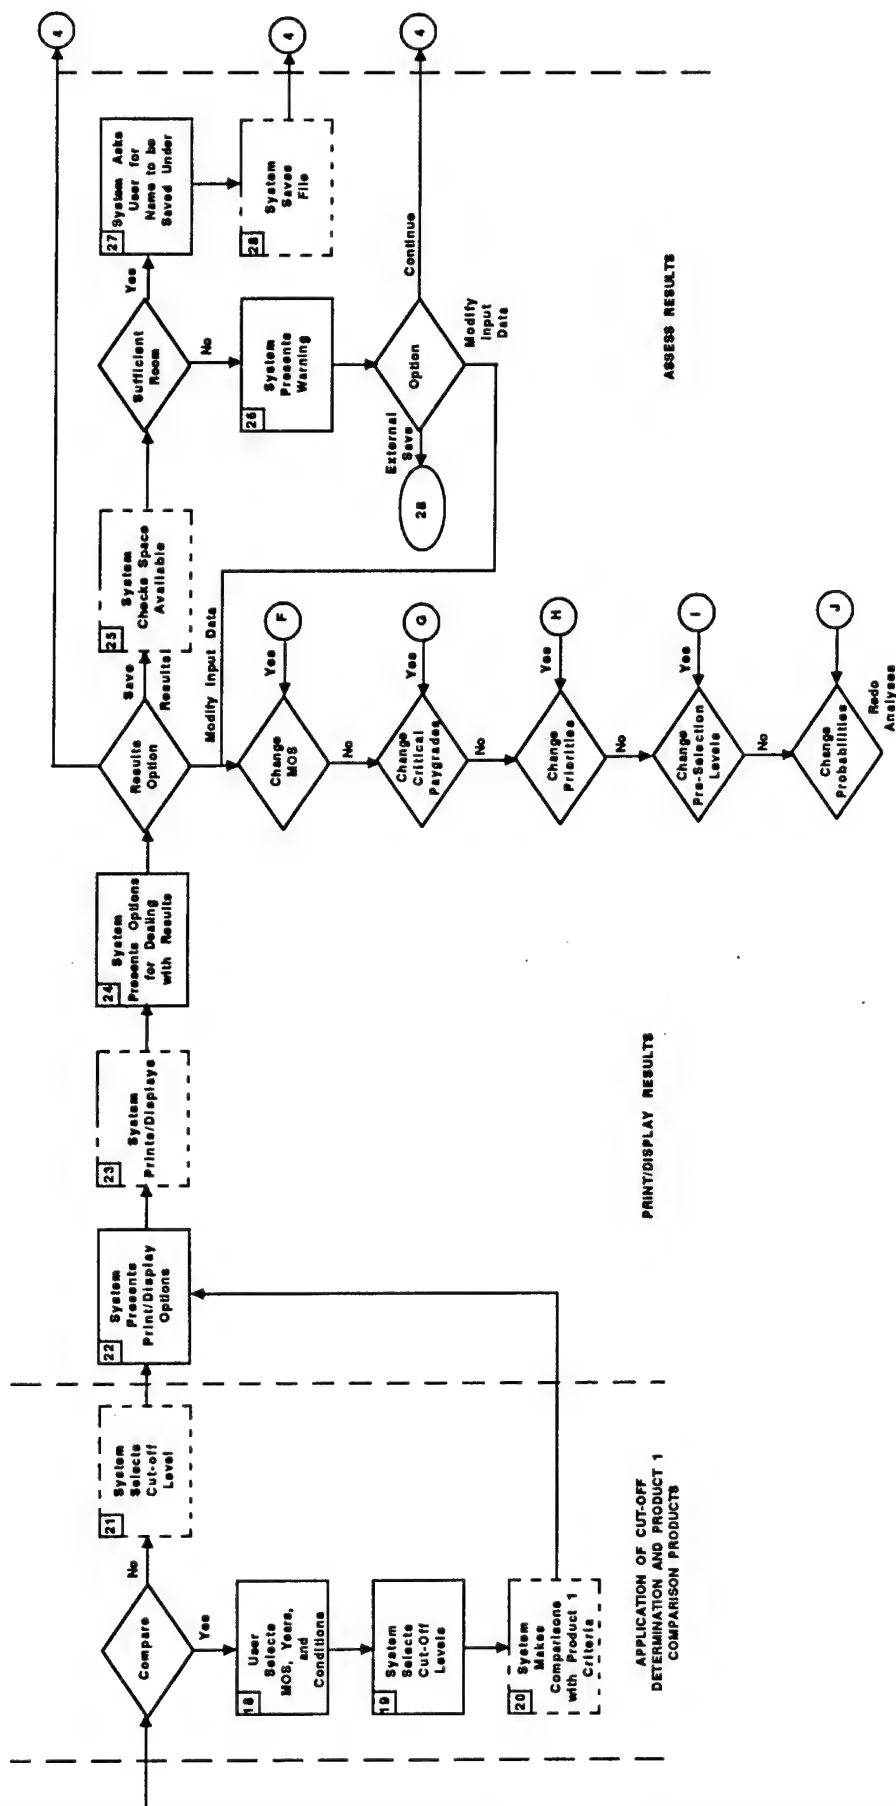 Compare
No
Yes
18
User
Selects
MOS, Years,
and
Conditions
19
System
Selects
Cut-Off
Levels
20
System
Makes
Comparisons
with Product 1
Criteria
21
System
Selects
Cut-off
Level
APPLICATION OF CUT-OFF
DETERMINATION AND PRODUCT 1
COMPARISON PRODUCTS
22
System
Presents
Print/Display
Options
23
System
Prints/Displays
24
System
Presents Options
for Dealing
with Results
PRINT/DISPLAY RESULTS
Results
Option
Save
Results
Modify Input Data
25
System
Checks Space
Available
Sufficient
Room
Yes
No
27
System Asks
User for
Name to be
Saved Under
28
System
Saves
File
26
System
Presents
Warning
Option
External
Save
28
Continue
Modify
Input
Data
4
4
4
Change
MOS
Yes
F
No
Change
Critical
Paygrades
Yes
G
No
Change
Priorities
Yes
H
No
Change
Pre-Selection
Levels
Yes
I
No
Change
Probabilities
J
Redo
Analyses
ASSESS RESULTS